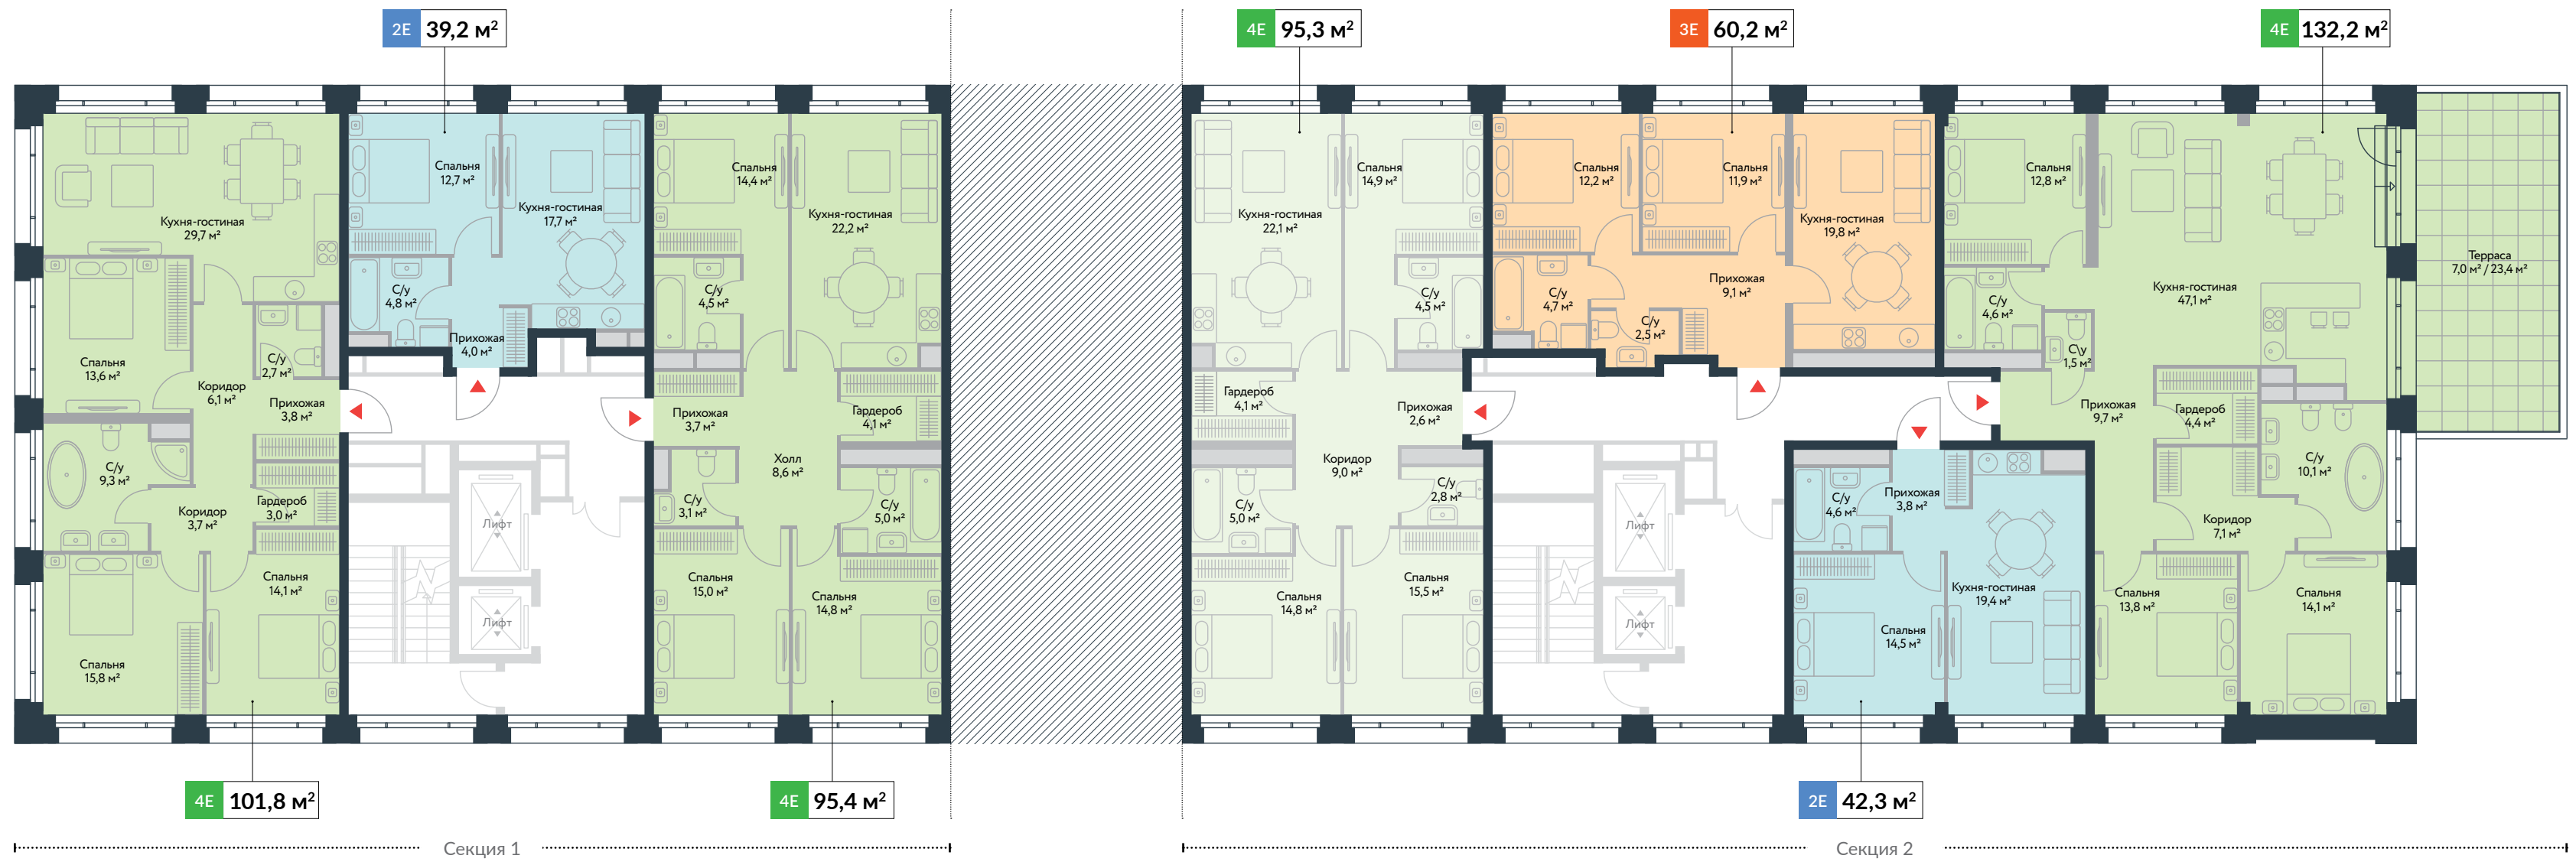 2E 39,2 м²
4E 95,3 м²
3E 60,2 м²
4E 132,2 м²
Кухня-гостиная
29,7 м²
Спальня
13,6 м²
С/у
2,7 м²
Коридор
6,1 м²
Прихожая
3,8 м²
С/у
9,3 м²
Гардероб
3,0 м²
Коридор
3,7 м²
Спальня
14,1 м²
Спальня
15,8 м²
Спальня
12,7 м²
Кухня-гостиная
17,7 м²
С/у
4,8 м²
Прихожая
4,0 м²
Лифт
Лифт
Спальня
14,4 м²
Кухня-гостиная
22,2 м²
С/у
4,5 м²
Прихожая
3,7 м²
Гардероб
4,1 м²
Холл
8,6 м²
С/у
3,1 м²
С/у
5,0 м²
Спальня
15,0 м²
Спальня
14,8 м²
Спальня
14,9 м²
Кухня-гостиная
22,1 м²
С/у
4,5 м²
Гардероб
4,1 м²
Прихожая
2,6 м²
Коридор
9,0 м²
С/у
5,0 м²
С/у
2,8 м²
Спальня
14,8 м²
Спальня
15,5 м²
Спальня
12,2 м²
Спальня
11,9 м²
Кухня-гостиная
19,8 м²
С/у
4,7 м²
С/у
2,5 м²
Прихожая
9,1 м²
Лифт
Лифт
С/у
4,6 м²
Прихожая
3,8 м²
Кухня-гостиная
19,4 м²
Спальня
14,5 м²
Спальня
12,8 м²
Кухня-гостиная
47,1 м²
С/у
4,6 м²
С\у
1,5 м²
Прихожая
9,7 м²
Гардероб
4,4 м²
С/у
10,1 м²
Коридор
7,1 м²
Спальня
13,8 м²
Спальня
14,1 м²
Терраса
7,0 м² / 23,4 м²
4E 101,8 м²
4E 95,4 м²
2E 42,3 м²
Секция 1
Секция 2